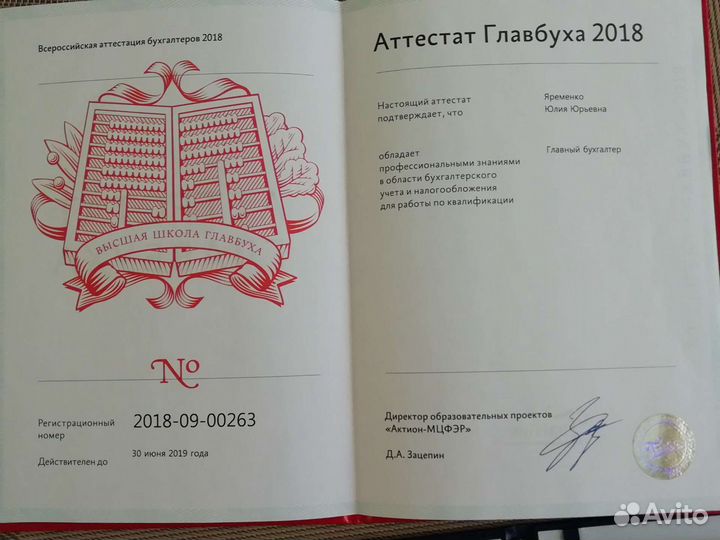 Всероссийская аттестация бухгалтеров 2018
ВЫСШАЯ ШКОЛА ГЛАВБУХА
№
Регистрационный номер
2018-09-00263
Действителен до
30 июня 2019 года
Аттестат Главбуха 2018
Настоящий аттестат
подтверждает, что
Яременко
Юлия Юрьевна
обладает
профессиональными знаниями
в области бухгалтерского
учета и налогообложения
для работы по квалификации
Главный бухгалтер
Директор образовательных проектов
«Актион-МЦФЭР»
Д.А. Зацепин
Avito